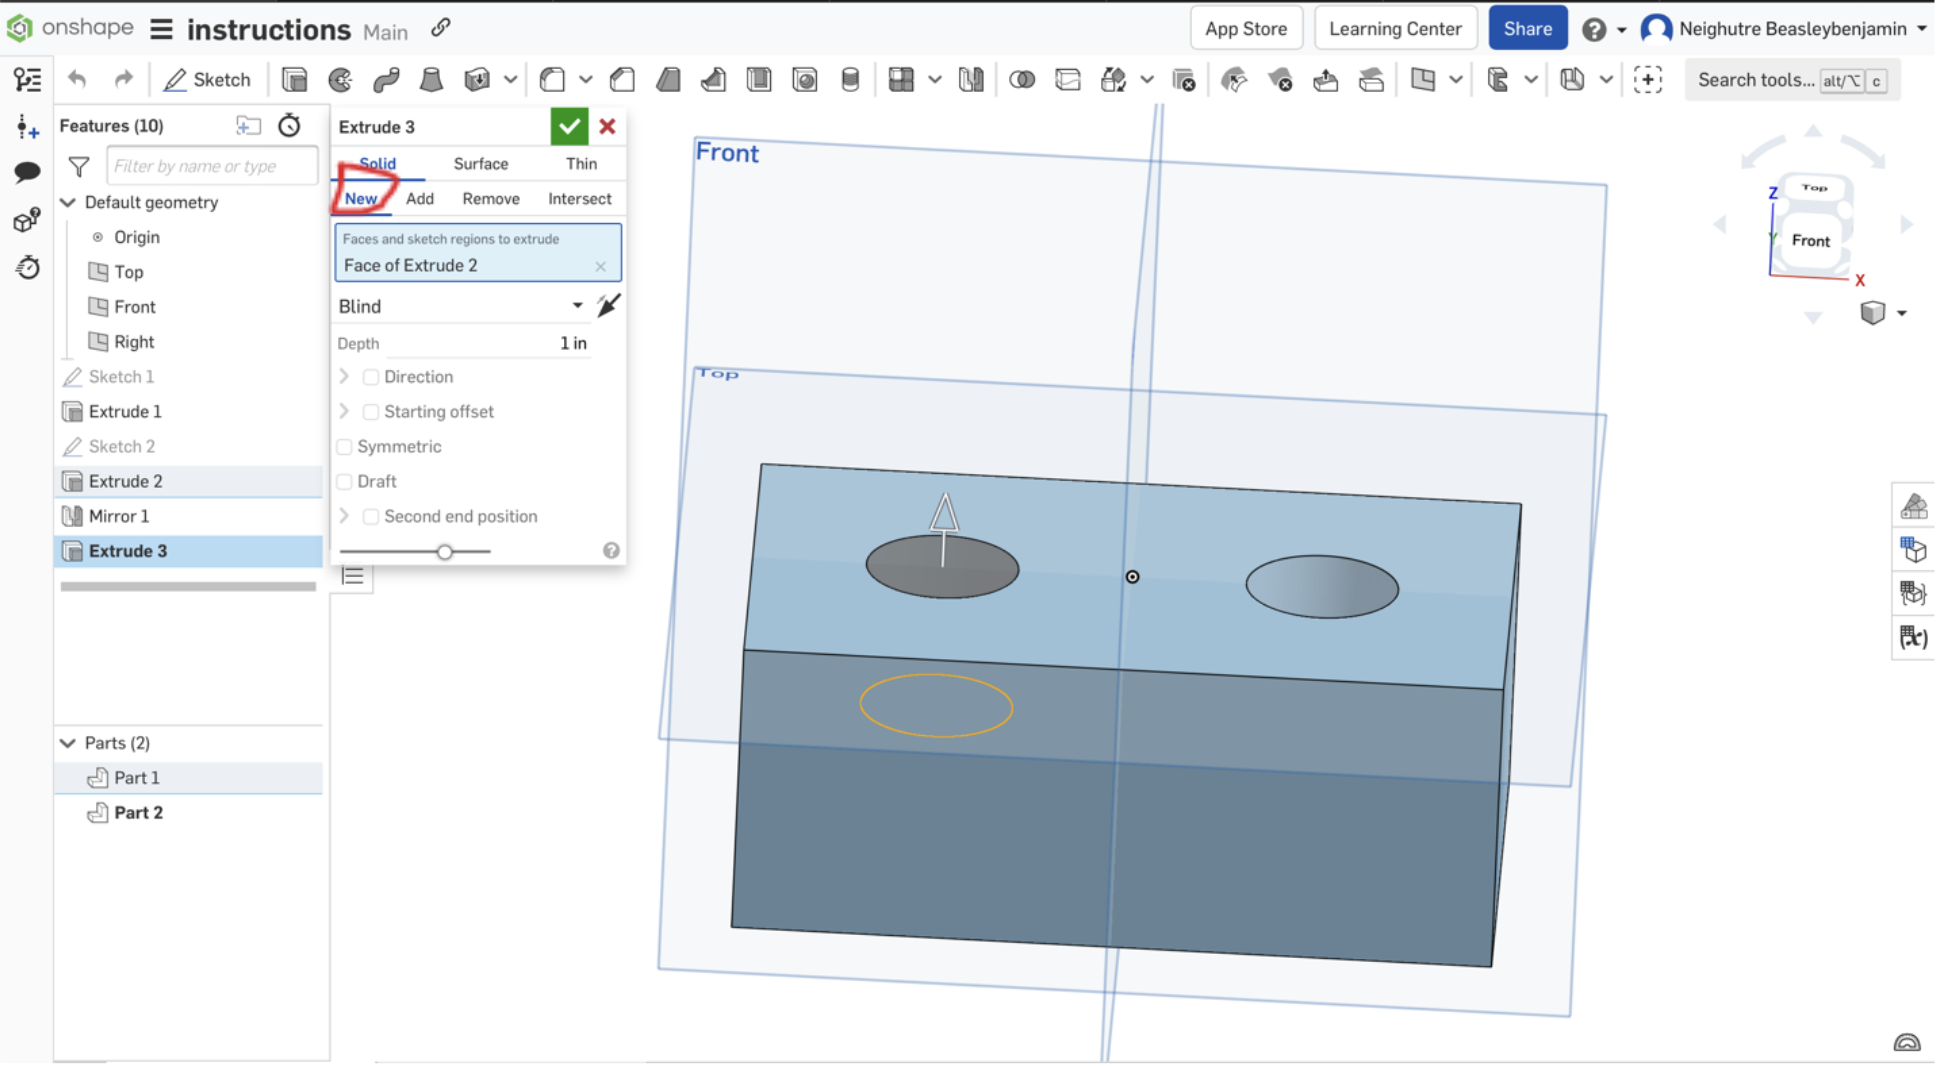 onshape instructions Main App Store Learning Center Share ? Neighutre Beasleybenjamin
Sketch Search tools... alt/⌥ c
Features (10)
Filter by name or type
Default geometry
Origin
Top
Front
Right
Sketch 1
Extrude 1
Sketch 2
Extrude 2
Mirror 1
Extrude 3
Parts (2)
Part 1
Part 2
Extrude 3
Solid Surface Thin
New Add Remove Intersect
Faces and sketch regions to extrude
Face of Extrude 2
Blind
Depth 1 in
Direction
Starting offset
Symmetric
Draft
Second end position
?
Front
Top
Top
Z
Y
Front
X
(x)